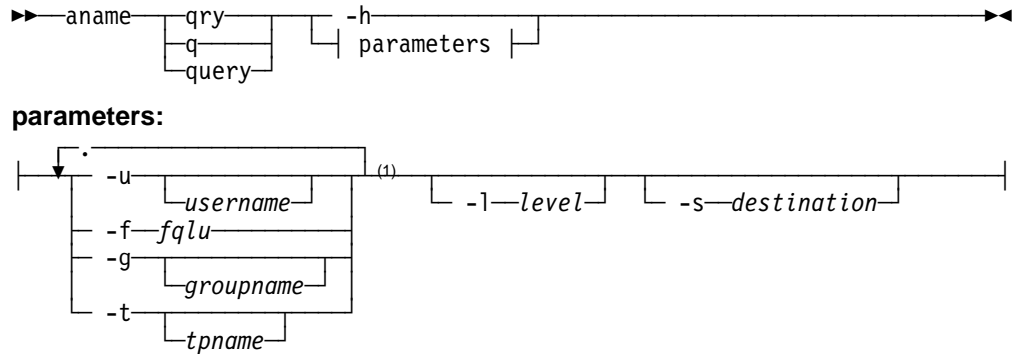 aname qry -h
q parameters
query
parameters:
.
-u (1)
username -l level -s destination
-f fqlu
-g
groupname
-t
tpname